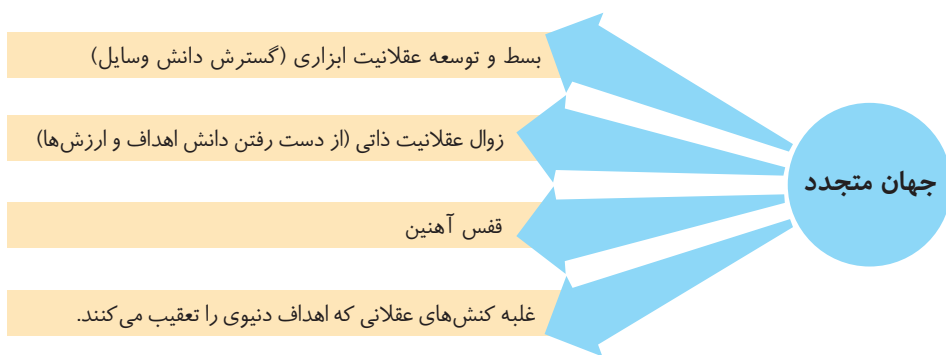 جهان متجدد
بسط و توسعه عقلانیت ابزاری (گسترش دانش وسایل)
زوال عقلانیت ذاتی (از دست رفتن دانش اهداف و ارزش‌ها)
قفس آهنین
غلبه کنش‌های عقلانی که اهداف دنیوی را تعقیب می‌کنند.